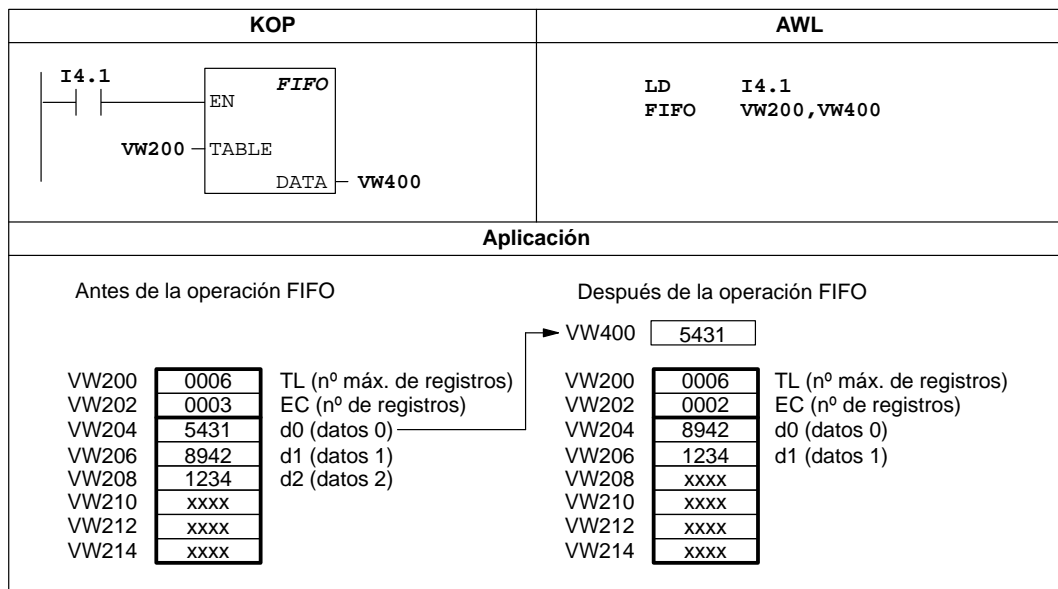 KOP
AWL
I4.1
FIFO
EN
VW200
TABLE
DATA
VW400
LD I4.1
FIFO VW200,VW400
Aplicación
Antes de la operación FIFO
VW200 0006 TL (nº máx. de registros)
VW202 0003 EC (nº de registros)
VW204 5431 d0 (datos 0)
VW206 8942 d1 (datos 1)
VW208 1234 d2 (datos 2)
VW210 xxxx
VW212 xxxx
VW214 xxxx
Después de la operación FIFO
VW400 5431
VW200 0006 TL (nº máx. de registros)
VW202 0002 EC (nº de registros)
VW204 8942 d0 (datos 0)
VW206 1234 d1 (datos 1)
VW208 xxxx
VW210 xxxx
VW212 xxxx
VW214 xxxx